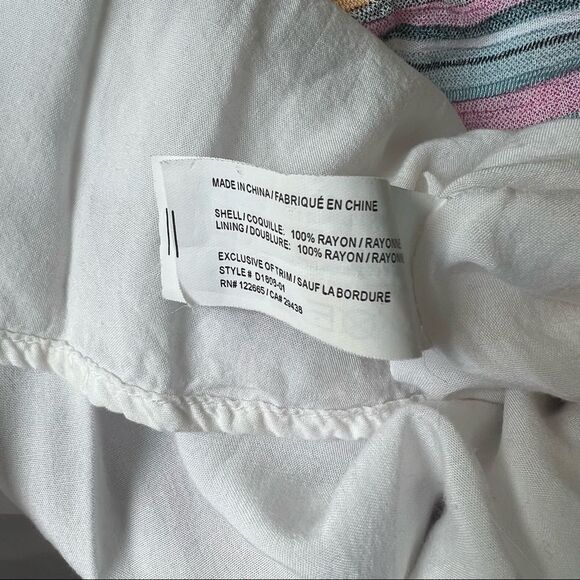 MADE IN CHINA / FABRIQUÉ EN CHINE
SHELL / COQUILLE: 100% RAYON / RAYONNE
LINING / DOUBLURE: 100% RAYON / RAYONNE
EXCLUSIVE OF TRIM / SAUF LA BORDURE
STYLE # D1808-01
RN# 122665 / CA# 29438